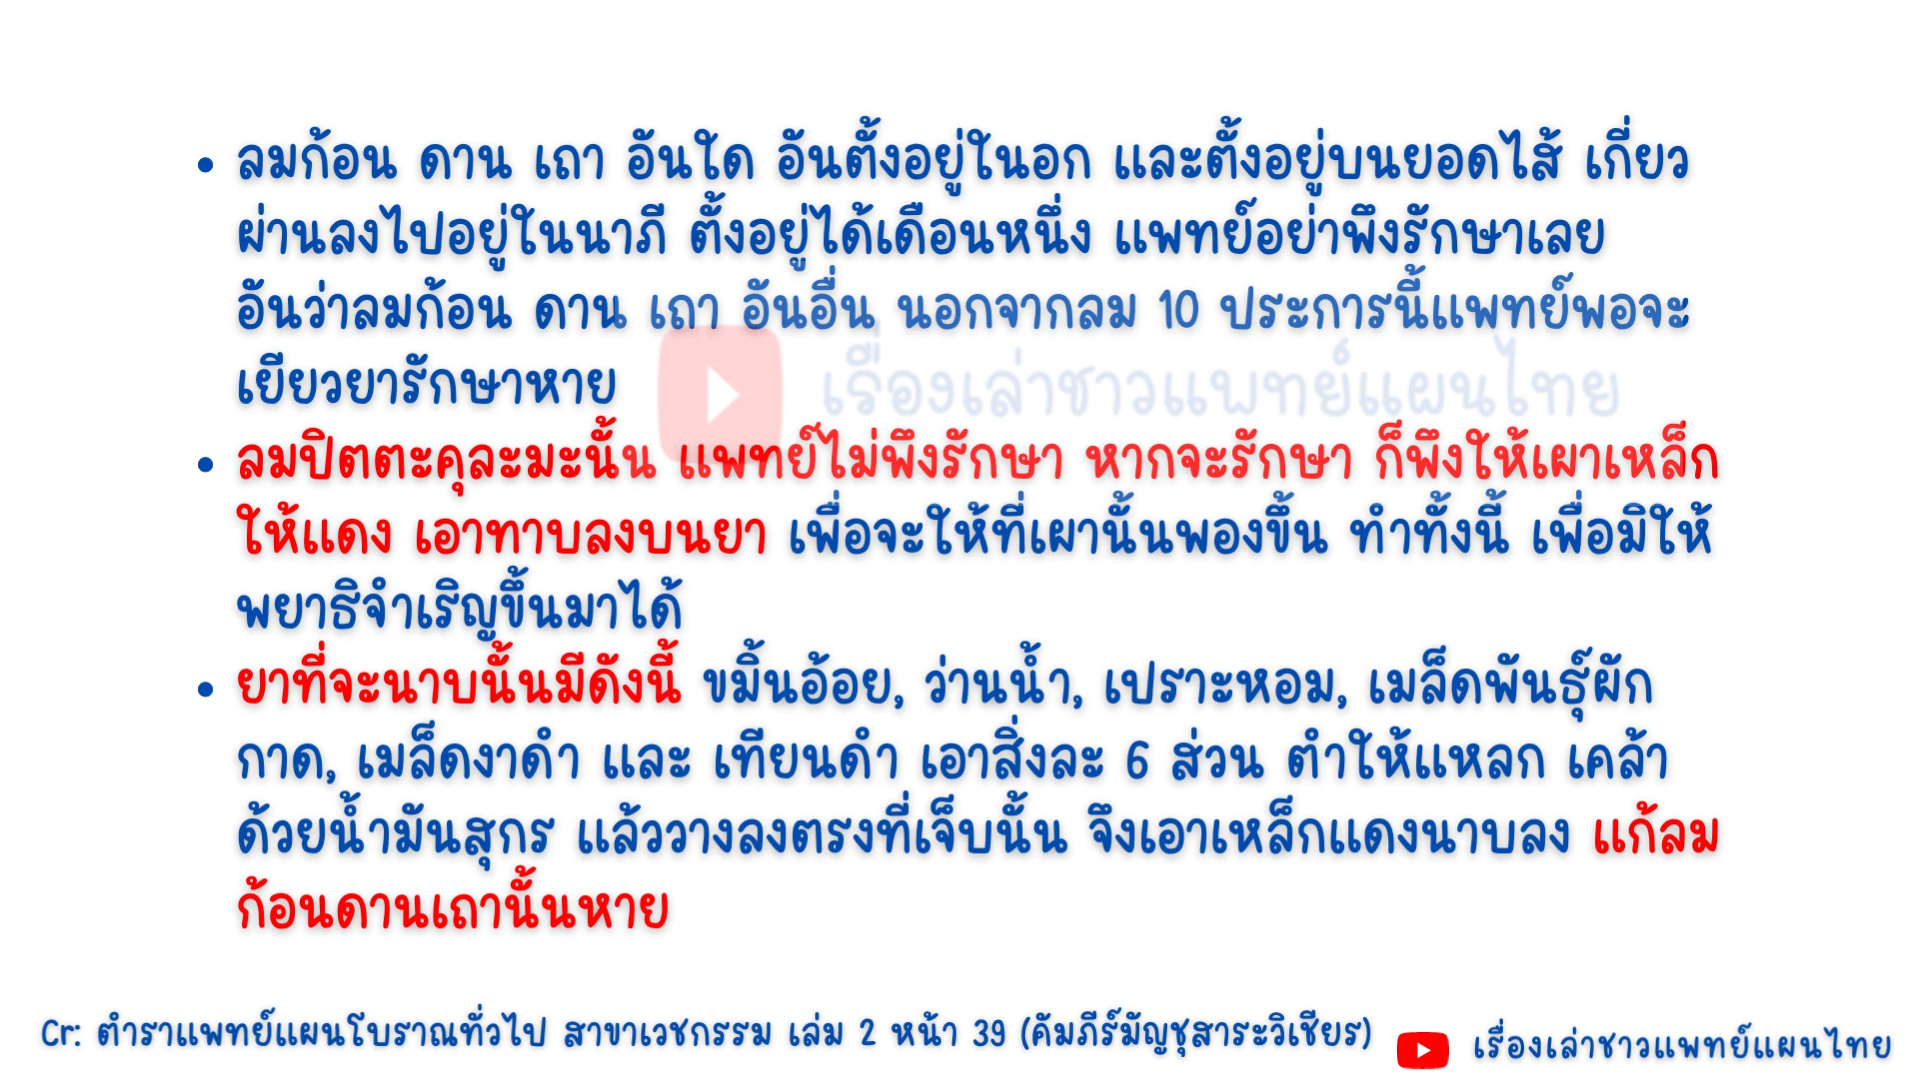 • ลมก้อน ดาน เถา อันใด อันตั้งอยู่ในอก และตั้งอยู่บนยอดไส้ เกี่ยว
ผ่านลงไปอยู่ในนาภี ตั้งอยู่ได้เดือนหนึ่ง แพทย์อย่าพึงรักษาเลย
อันว่าลมก้อน ดาน เถา อันอื่น นอกจากลม 10 ประการนี้แพทย์พอจะ
เยียวยารักษาหาย
เรื่องเล่าชาวแพทย์แผนไทย
• ลมปิตตะคุละมะนั้น แพทย์ไม่พึงรักษา หากจะรักษา ก็พึงให้เผาเหล็ก
ให้แดง เอาทาบลงบนยา เพื่อจะให้ที่เผานั้นพองขึ้น ทำทั้งนี้ เพื่อมิให้
พยาธิจำเริญขึ้นมาได้
• ยาที่จะนาบนั้นมีดังนี้ ขมิ้นอ้อย, ว่านน้ำ, เปราะหอม, เมล็ดพันธุ์ผัก
กาด, เมล็ดงาดำ และ เทียนดำ เอาสิ่งละ 6 ส่วน ตำให้แหลก เคล้า
ด้วยน้ำมันสุกร แล้ววางลงตรงที่เจ็บนั้น จึงเอาเหล็กแดงนาบลง แก้ลม
ก้อนดานเถานั้นหาย
Cr: ตำราแพทย์แผนโบราณทั่วไป สาขาเวชกรรม เล่ม 2 หน้า 39 (คัมภีร์มัญชุสาระวิเชียร)
เรื่องเล่าชาวแพทย์แผนไทย